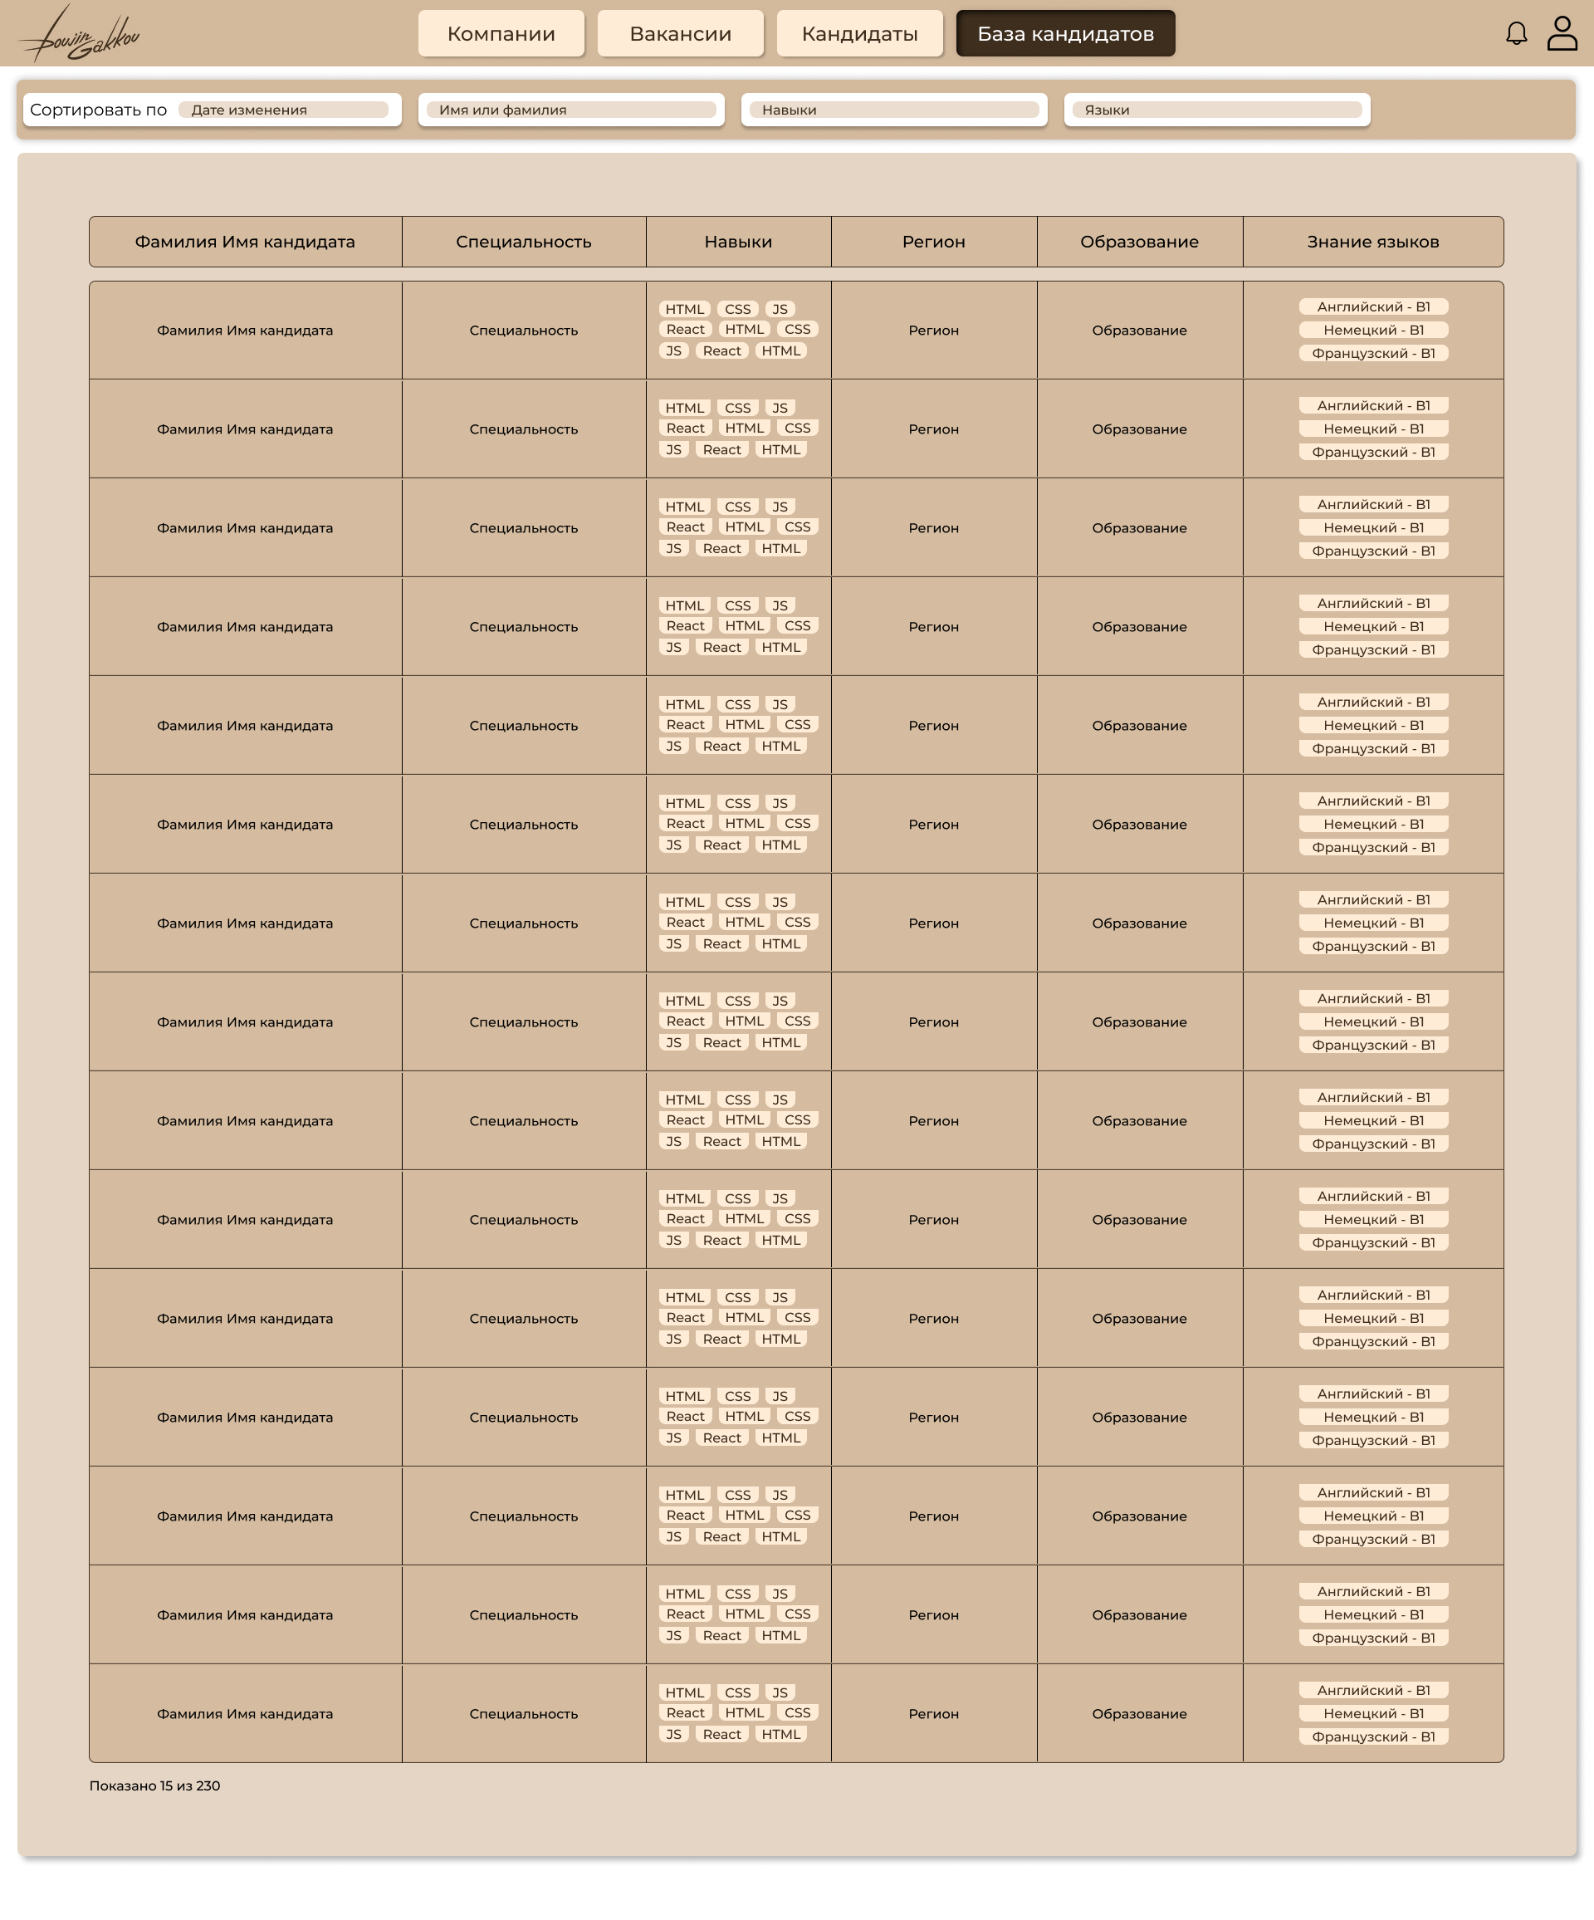 Doujin
Gakkou
Компании Вакансии Кандидаты База кандидатов
Сортировать по Дате изменения Имя или фамилия Навыки Языки
Фамилия Имя кандидата Специальность Навыки Регион Образование Знание языков
HTML CSS JS Английский - B1
Фамилия Имя кандидата Специальность React HTML CSS Регион Образование Немецкий - B1
JS React HTML Французский - B1
HTML CSS JS Английский - B1
Фамилия Имя кандидата Специальность React HTML CSS Регион Образование Немецкий - B1
JS React HTML Французский - B1
HTML CSS JS Английский - B1
Фамилия Имя кандидата Специальность React HTML CSS Регион Образование Немецкий - B1
JS React HTML Французский - B1
HTML CSS JS Английский - B1
Фамилия Имя кандидата Специальность React HTML CSS Регион Образование Немецкий - B1
JS React HTML Французский - B1
HTML CSS JS Английский - B1
Фамилия Имя кандидата Специальность React HTML CSS Регион Образование Немецкий - B1
JS React HTML Французский - B1
HTML CSS JS Английский - B1
Фамилия Имя кандидата Специальность React HTML CSS Регион Образование Немецкий - B1
JS React HTML Французский - B1
HTML CSS JS Английский - B1
Фамилия Имя кандидата Специальность React HTML CSS Регион Образование Немецкий - B1
JS React HTML Французский - B1
HTML CSS JS Английский - B1
Фамилия Имя кандидата Специальность React HTML CSS Регион Образование Немецкий - B1
JS React HTML Французский - B1
HTML CSS JS Английский - B1
Фамилия Имя кандидата Специальность React HTML CSS Регион Образование Немецкий - B1
JS React HTML Французский - B1
HTML CSS JS Английский - B1
Фамилия Имя кандидата Специальность React HTML CSS Регион Образование Немецкий - B1
JS React HTML Французский - B1
HTML CSS JS Английский - B1
Фамилия Имя кандидата Специальность React HTML CSS Регион Образование Немецкий - B1
JS React HTML Французский - B1
HTML CSS JS Английский - B1
Фамилия Имя кандидата Специальность React HTML CSS Регион Образование Немецкий - B1
JS React HTML Французский - B1
HTML CSS JS Английский - B1
Фамилия Имя кандидата Специальность React HTML CSS Регион Образование Немецкий - B1
JS React HTML Французский - B1
HTML CSS JS Английский - B1
Фамилия Имя кандидата Специальность React HTML CSS Регион Образование Немецкий - B1
JS React HTML Французский - B1
HTML CSS JS Английский - B1
Фамилия Имя кандидата Специальность React HTML CSS Регион Образование Немецкий - B1
JS React HTML Французский - B1
Показано 15 из 230